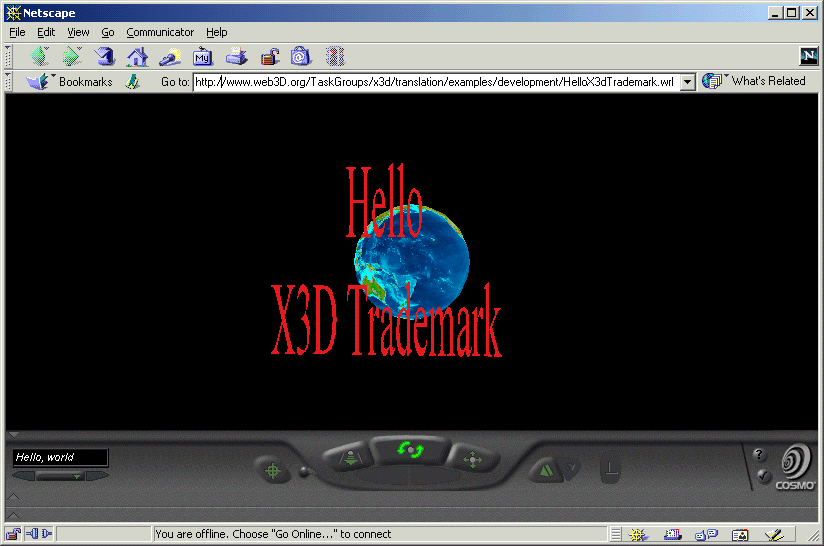 Netscape
File Edit View Go Communicator Help
My N
Bookmarks Go to: http://www.web3D.org/TaskGroups/x3d/translation/examples/development/HelloX3dTrademark.wrl What's Related
Hello
X3D Trademark
Hello, world
?
COSMO
You are offline. Choose "Go Online..." to connect